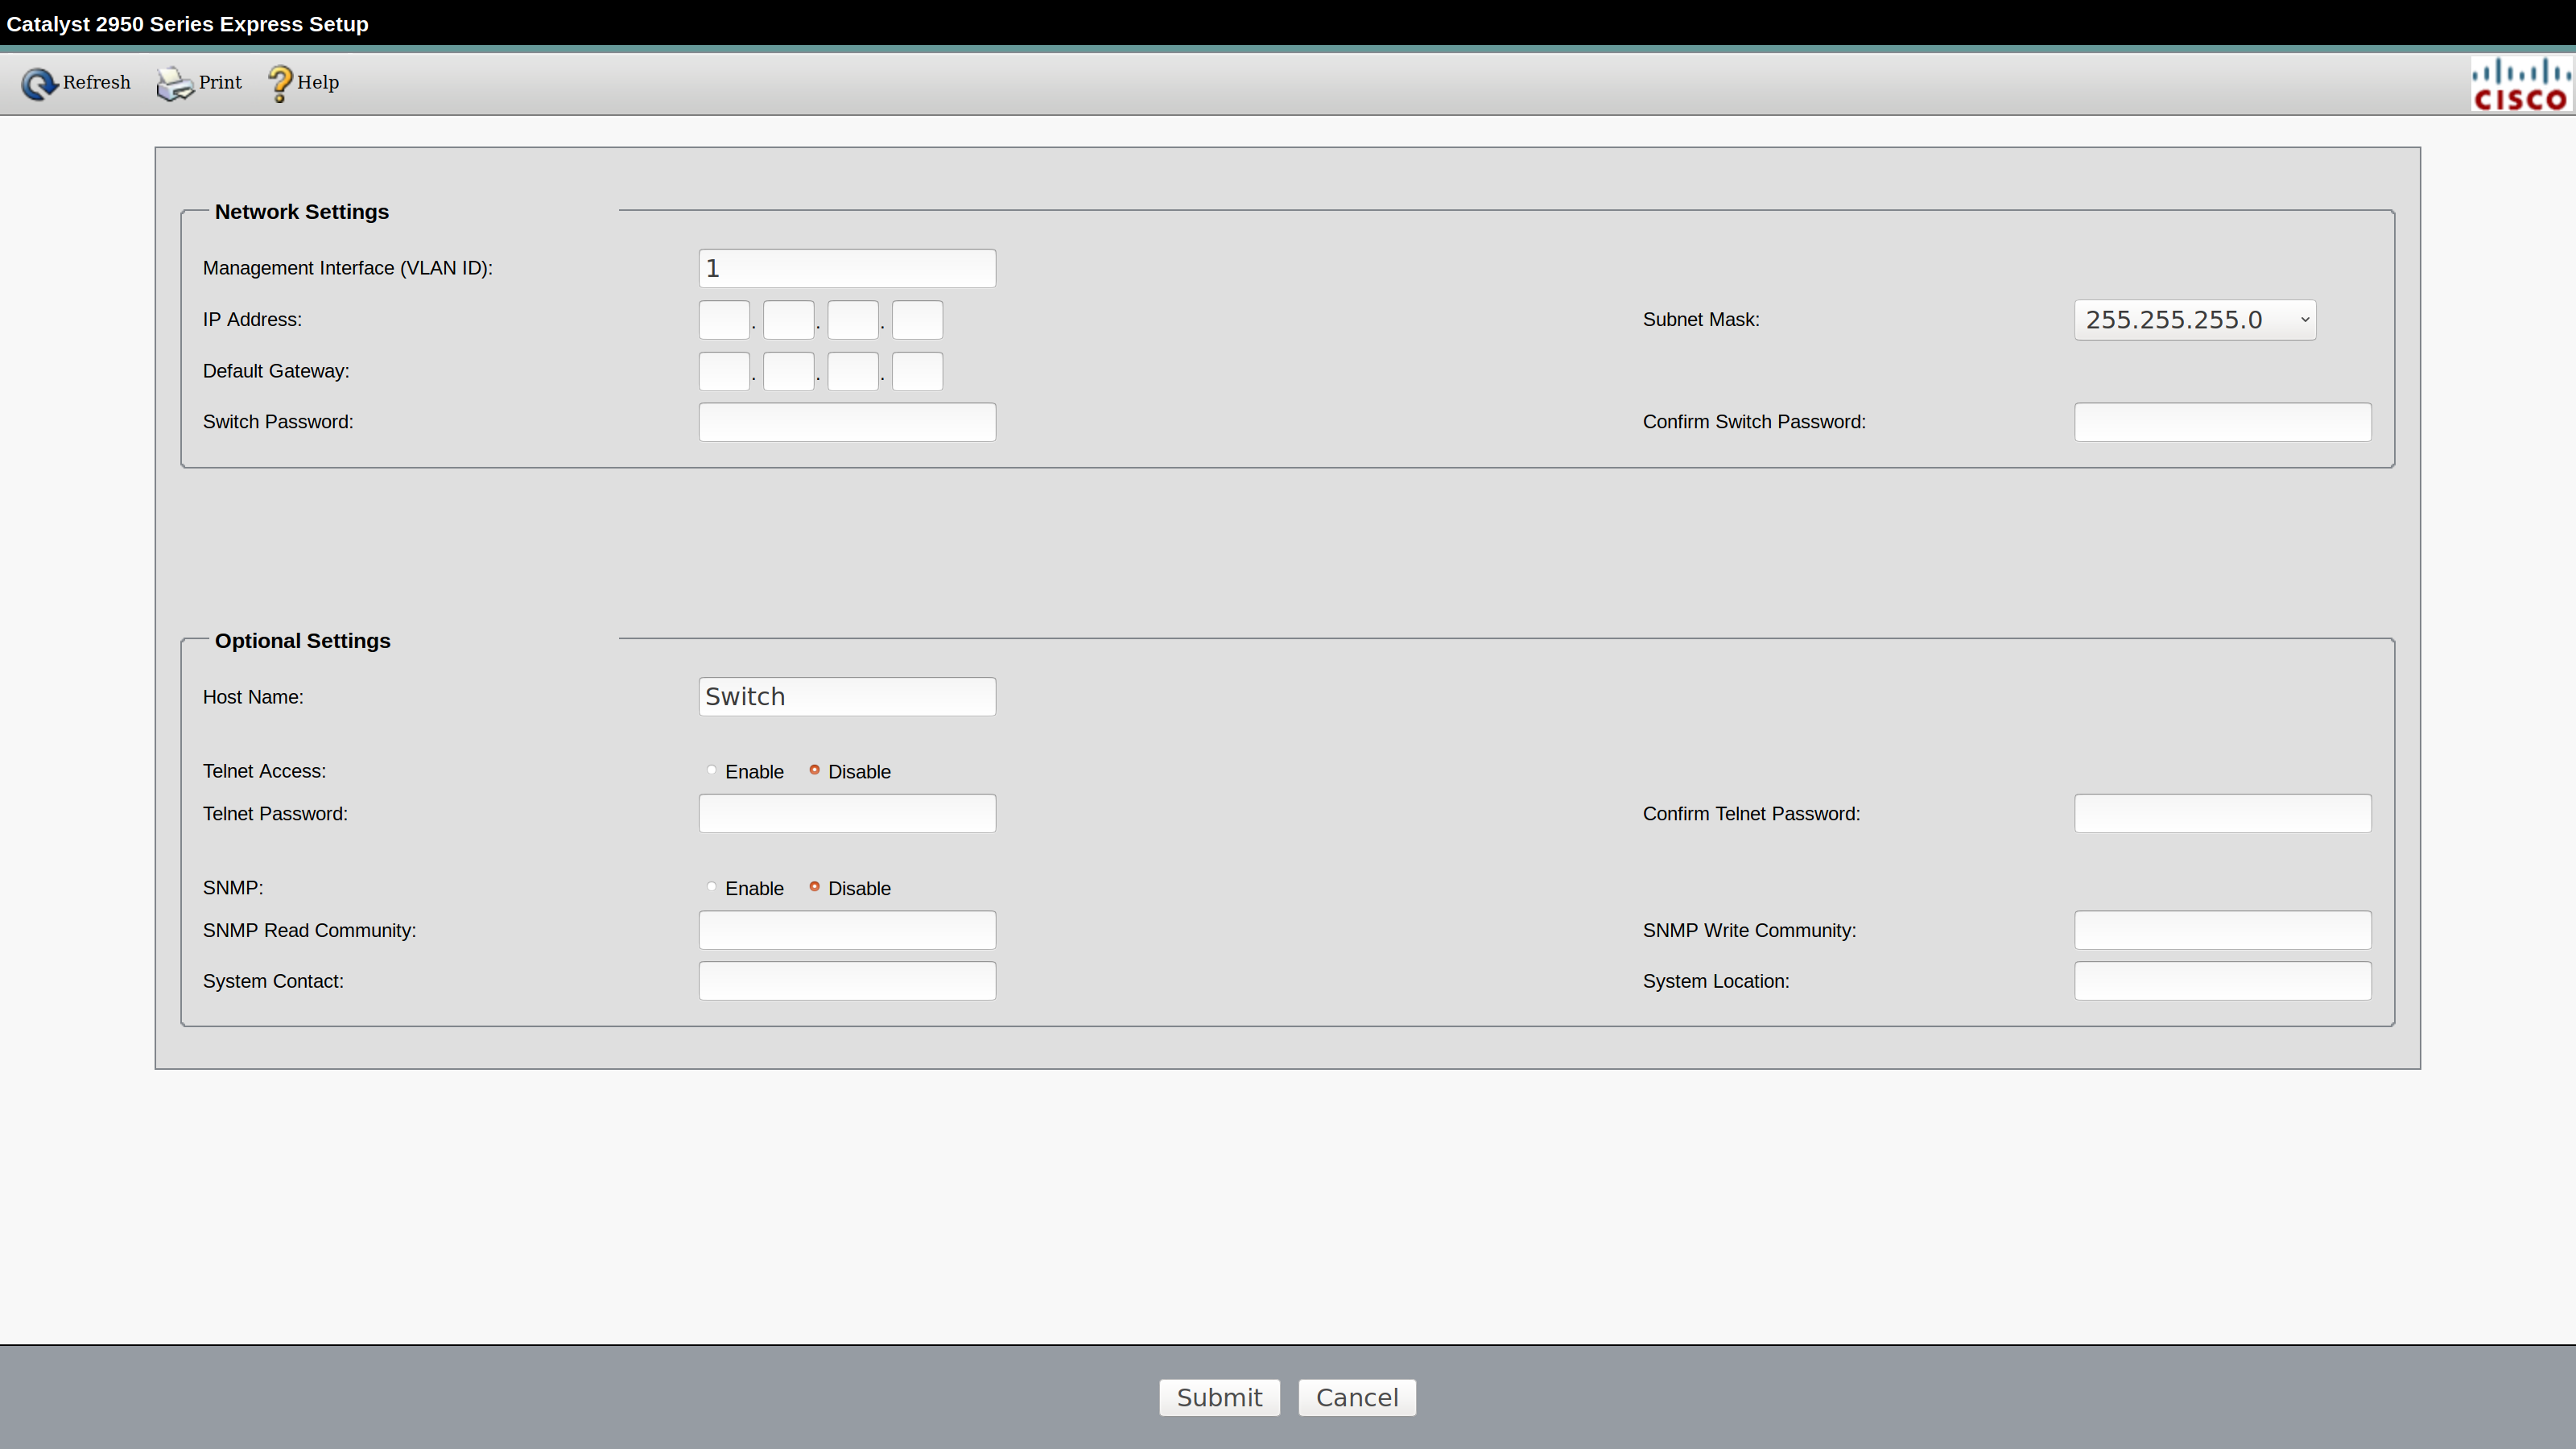 Catalyst 2950 Series Express Setup
Refresh Print Help
CISCO
Network Settings
Management Interface (VLAN ID): 1
IP Address: . . . Subnet Mask: 255.255.255.0
Default Gateway: . . .
Switch Password: Confirm Switch Password:
Optional Settings
Host Name: Switch
Telnet Access: Enable Disable
Telnet Password: Confirm Telnet Password:
SNMP: Enable Disable
SNMP Read Community: SNMP Write Community:
System Contact: System Location:
Submit Cancel